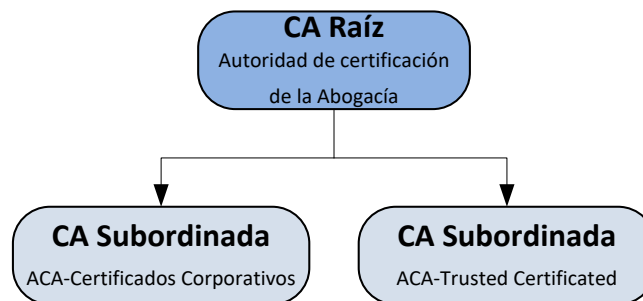 CA Raíz
Autoridad de certificación
de la Abogacía
CA Subordinada
ACA-Certificados Corporativos
CA Subordinada
ACA-Trusted Certificated